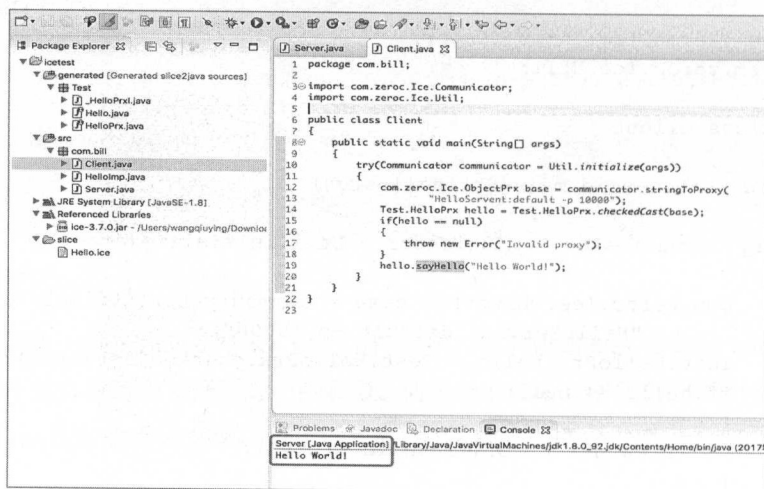 Package Explorer
icetest
generated [Generated slice2java sources]
Test
_HelloPrxI.java
Hello.java
HelloPrx.java
src
com.bill
Client.java
HelloImp.java
Server.java
JRE System Library [JavaSE-1.8]
Referenced Libraries
ice-3.7.0.jar - /Users/wangqiuying/Downloa
slice
Hello.ice
Server.java Client.java
1 package com.bill;
2
3 import com.zeroc.Ice.Communicator;
4 import com.zeroc.Ice.Util;
5
6 public class Client
7 {
8 public static void main(String[] args)
9 {
10 try(Communicator communicator = Util.initialize(args))
11 {
12 com.zeroc.Ice.ObjectPrx base = communicator.stringToProxy(
13 "HelloServent:default -p 10000");
14 Test.HelloPrx hello = Test.HelloPrx.checkedCast(base);
15 if(hello == null)
16 {
17 throw new Error("Invalid proxy");
18 }
19 hello.sayHello("Hello World!");
20 }
21 }
22 }
23
Problems Javadoc Declaration Console
Server [Java Application] /Library/Java/JavaVirtualMachines/jdk1.8.0_92.jdk/Contents/Home/bin/java (2017
Hello World!